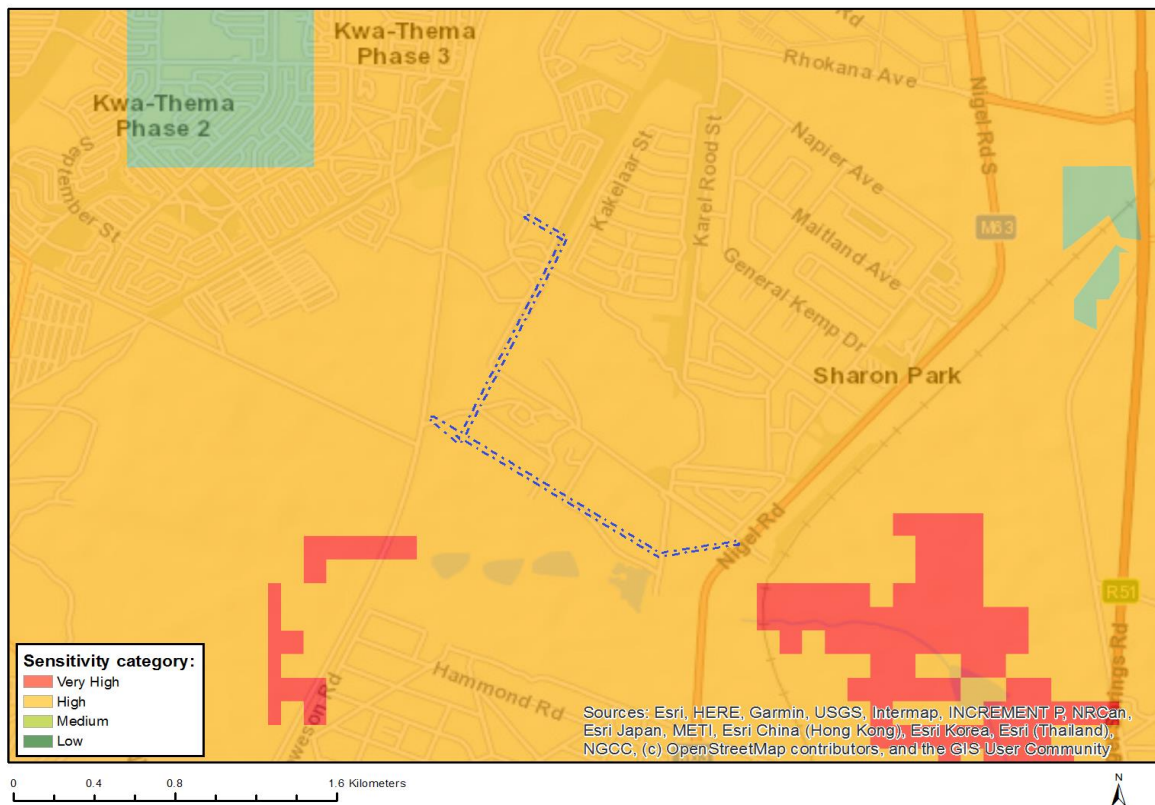 Kwa-Thema
Phase 3
Rd
Rhokana Ave
Kwa-Thema
Phase 2
Nigel Rd S
September St
Kakelaar St
Karel Rood St
Napier Ave
Maitland Ave
M63
General Kemp Dr
Sharon Park
Nigel Rd
R51
Hammond Rd
Rd
Springs Rd
Sensitivity category:
Very High
High
Medium
Low
Sources: Esri, HERE, Garmin, USGS, Intermap, INCREMENT P, NRCan,
Esri Japan, METI, Esri China (Hong Kong), Esri Korea, Esri (Thailand),
NGCC, (c) OpenStreetMap contributors, and the GIS User Community
0 0.4 0.8 1.6 Kilometers
N